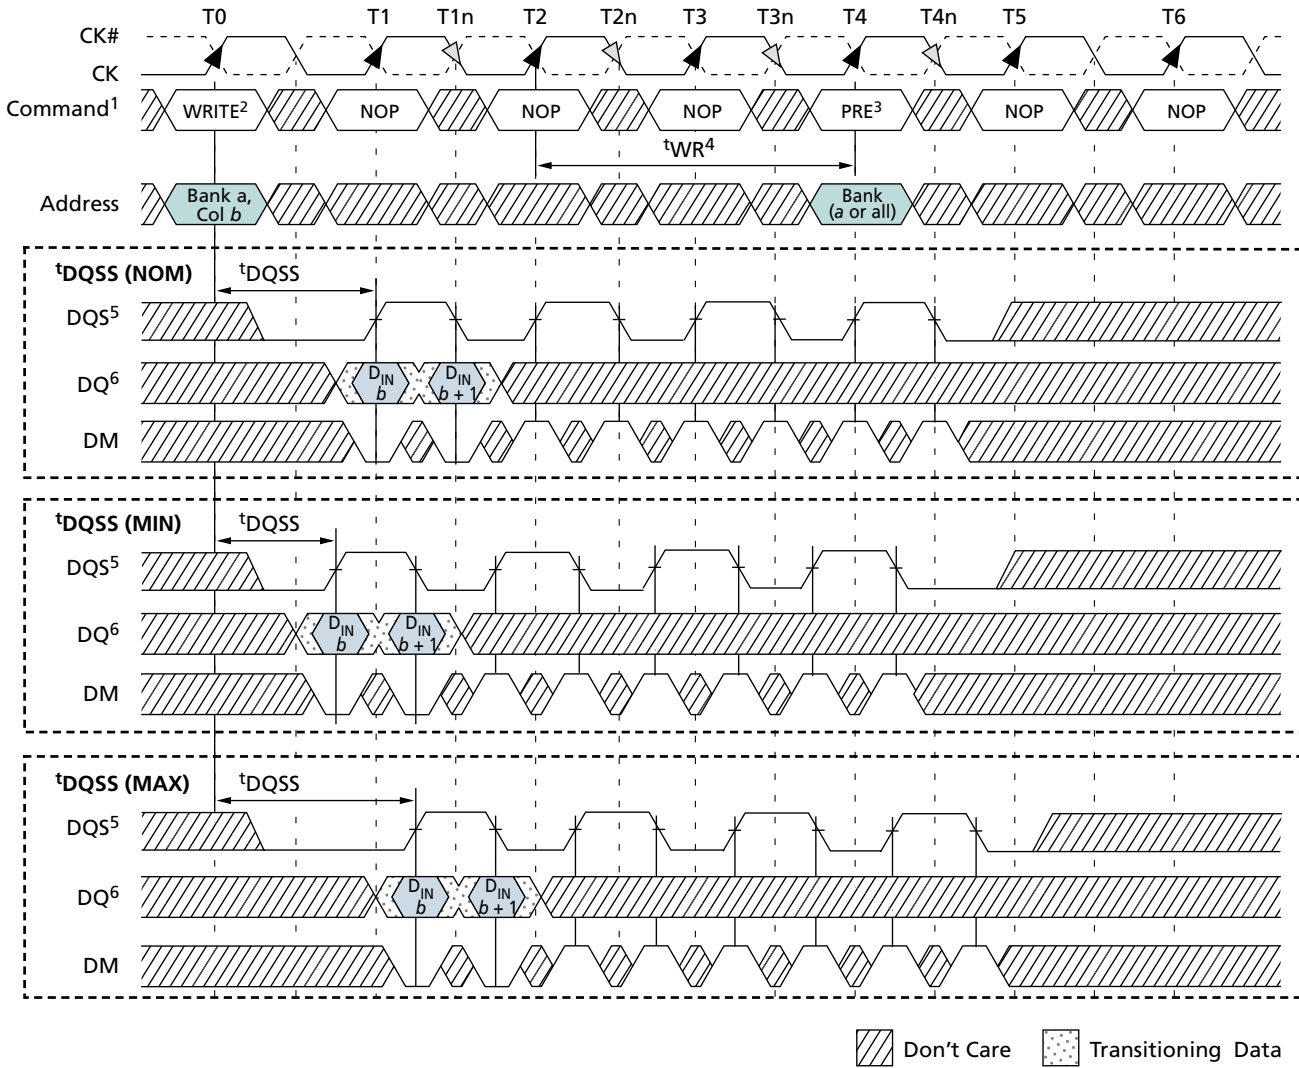 T0 T1 T1n T2 T2n T3 T3n T4 T4n T5 T6
CK#
CK
Command1 WRITE2 NOP NOP NOP PRE3 NOP NOP
tWR4
Address Bank a, Col b Bank (a or all)
tDQSS (NOM) tDQSS
DQS5
DQ6 DIN b DIN b + 1
DM
tDQSS (MIN) tDQSS
DQS5
DQ6 DIN b DIN b + 1
DM
tDQSS (MAX) tDQSS
DQS5
DQ6 DIN b DIN b + 1
DM
Don't Care Transitioning Data